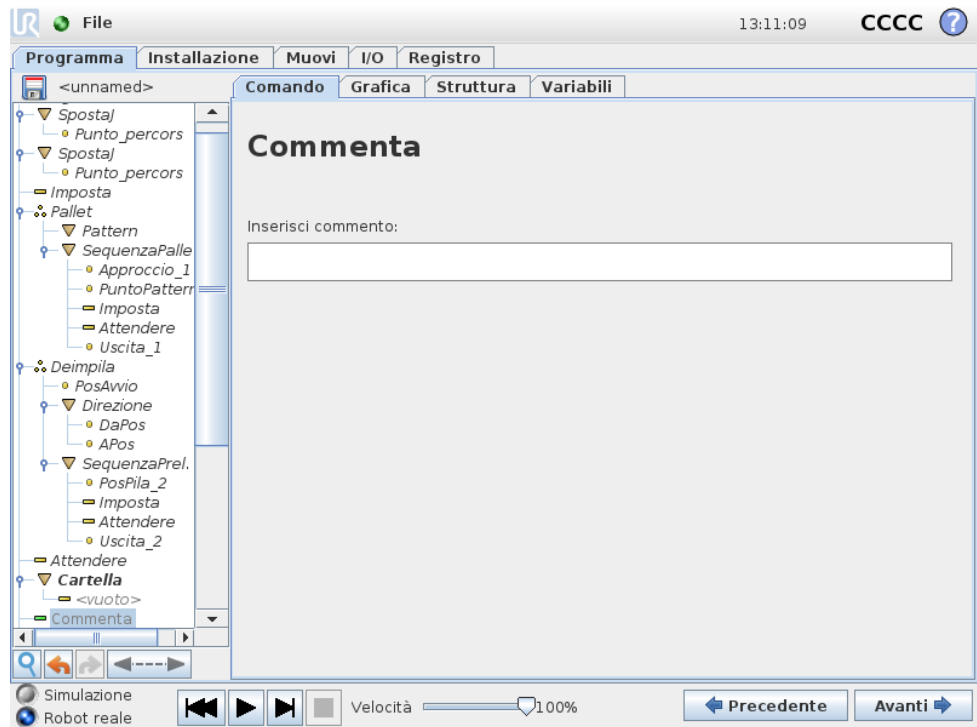 File
13:11:09
CCCC
?
Programma
Installazione
Muovi
I/O
Registro
<unnamed>
Comando
Grafica
Struttura
Variabili
SpostaJ
Punto_percors
SpostaJ
Punto_percors
Imposta
Pallet
Pattern
SequenzaPalle
Approccio_1
PuntoPattern
Imposta
Attendere
Uscita_1
Deimpila
PosAvvio
Direzione
DaPos
APos
SequenzaPrel.
PosPila_2
Imposta
Attendere
Uscita_2
Attendere
Cartella
<vuoto>
Commenta
Commenta
Inserisci commento:
Simulazione
Robot reale
Velocità
100%
Precedente
Avanti